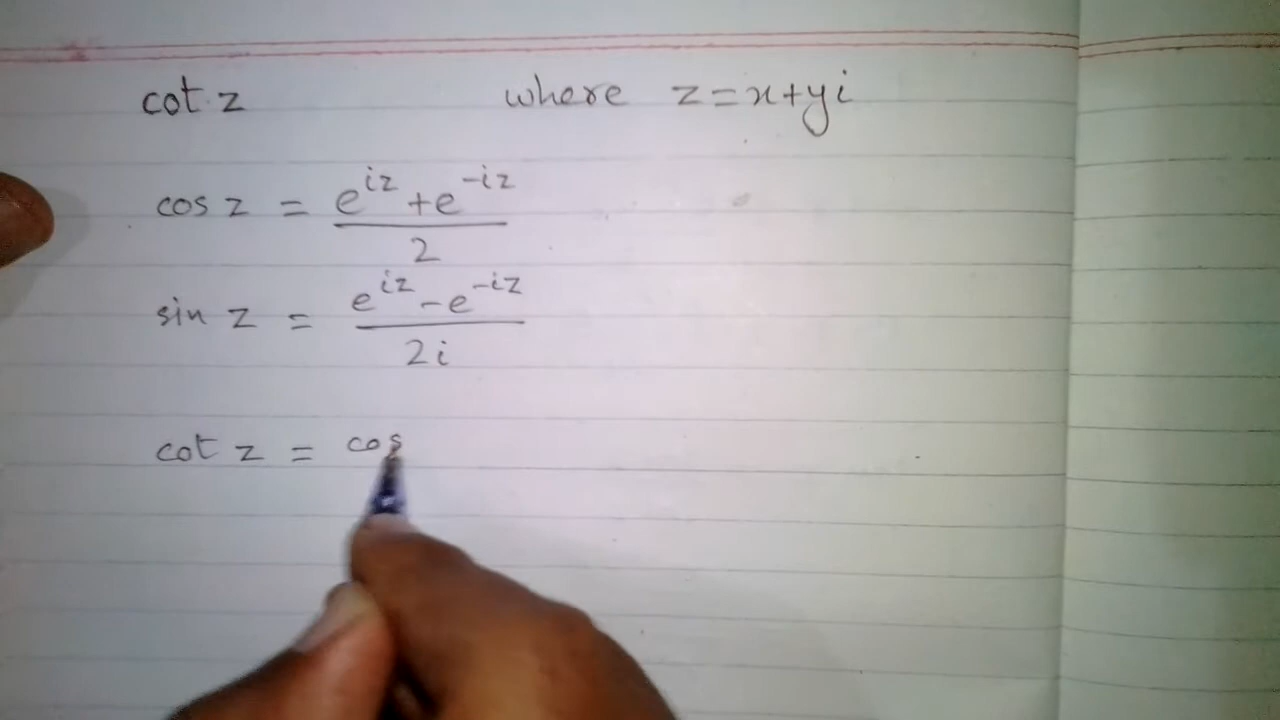 cot z where z=x+yi
cos z = e^{iz}+e^{-iz} / 2
sin z = e^{iz}-e^{-iz} / 2i
cot z = cos